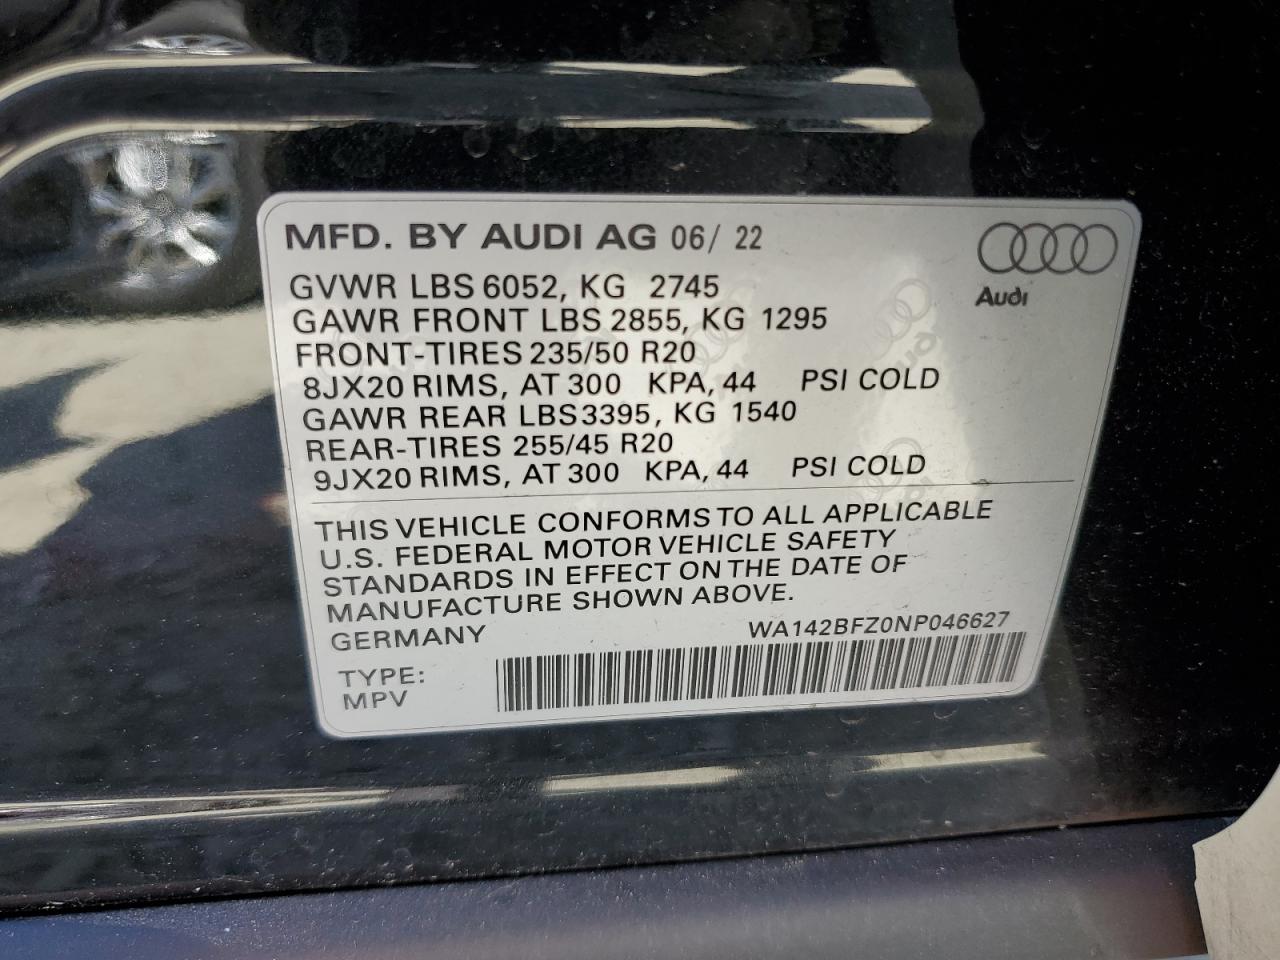 MFD. BY AUDI AG 06/ 22
Audi
GVWR LBS 6052, KG 2745
GAWR FRONT LBS 2855, KG 1295
FRONT-TIRES 235/50 R20
8JX20 RIMS, AT 300 KPA, 44 PSI COLD
GAWR REAR LBS3395, KG 1540
REAR-TIRES 255/45 R20
9JX20 RIMS, AT 300 KPA, 44 PSI COLD
THIS VEHICLE CONFORMS TO ALL APPLICABLE
U.S. FEDERAL MOTOR VEHICLE SAFETY
STANDARDS IN EFFECT ON THE DATE OF
MANUFACTURE SHOWN ABOVE.
GERMANY WA142BFZ0NP046627
TYPE:
MPV